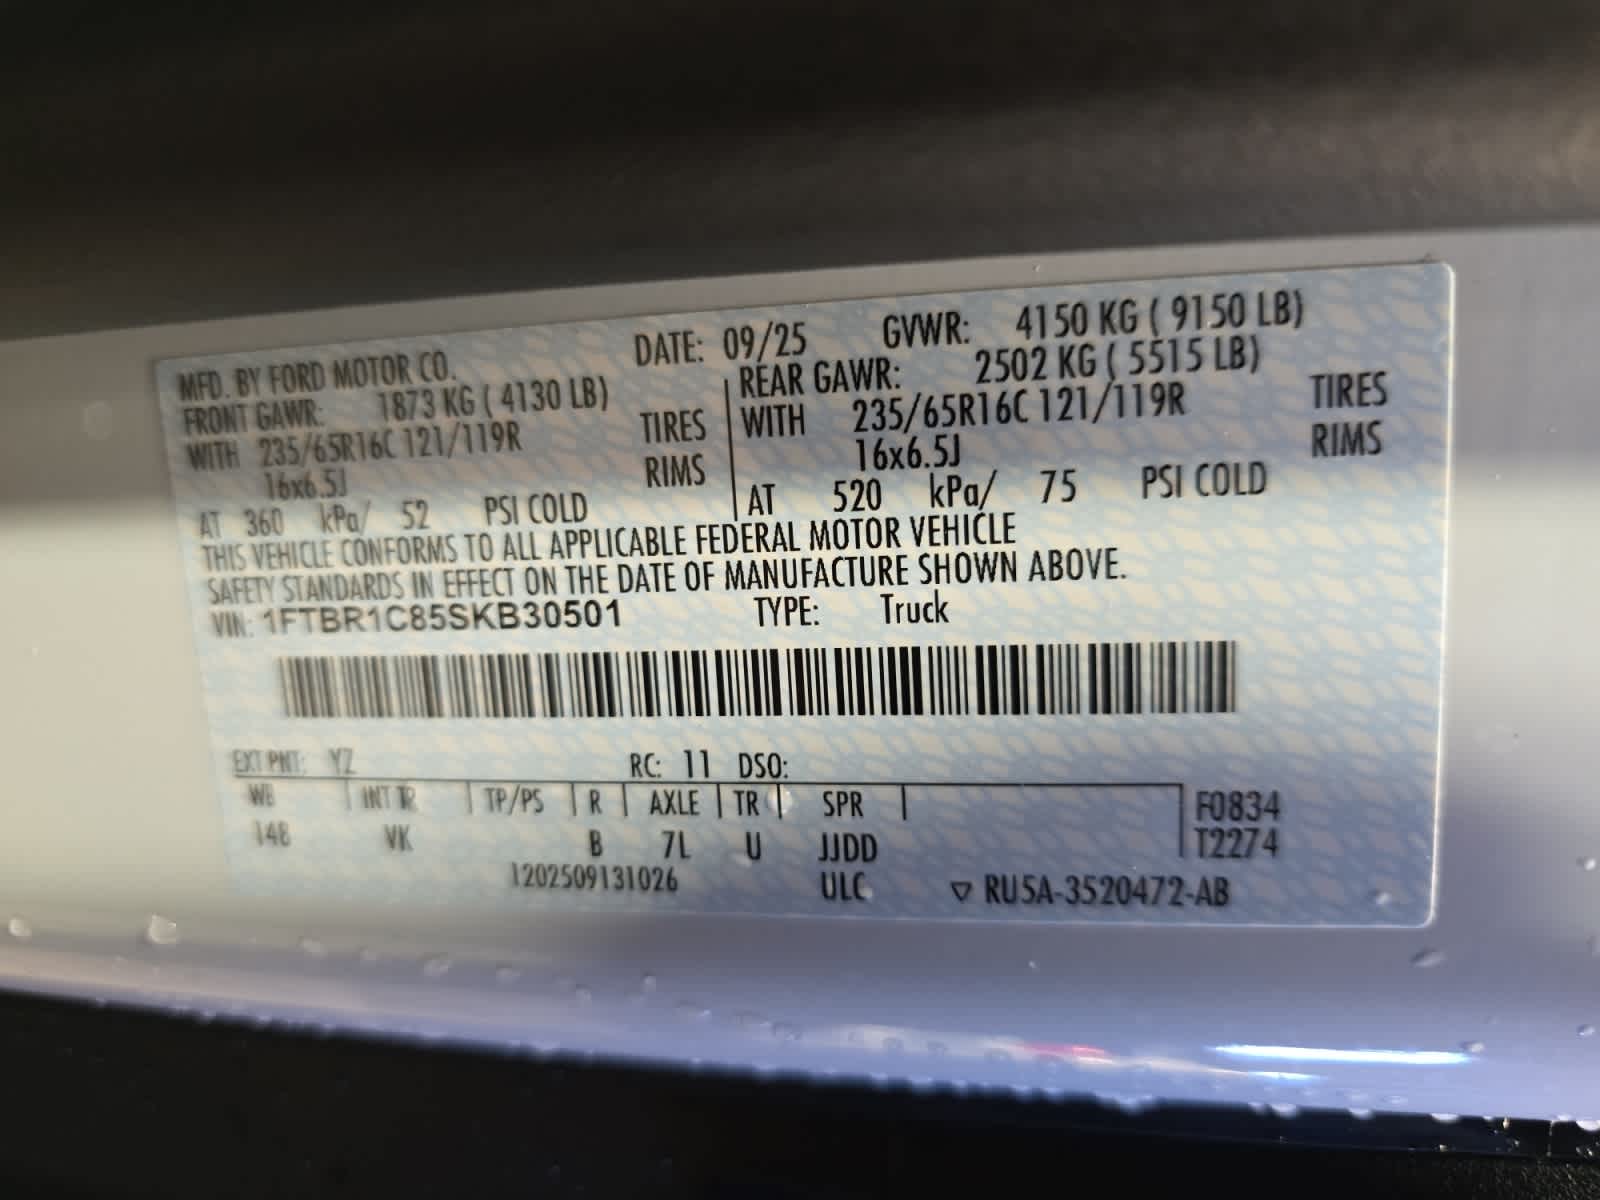 MFD. BY FORD MOTOR CO. DATE: 09/25 GVWR: 4150 KG ( 9150 LB)
FRONT GAWR: 1873 KG ( 4130 LB) REAR GAWR: 2502 KG ( 5515 LB)
WITH 235/65R16C 121/119R TIRES WITH 235/65R16C 121/119R TIRES
16x6.5J RIMS 16x6.5J RIMS
AT 360 kPa/ 52 PSI COLD AT 520 kPa/ 75 PSI COLD
THIS VEHICLE CONFORMS TO ALL APPLICABLE FEDERAL MOTOR VEHICLE
SAFETY STANDARDS IN EFFECT ON THE DATE OF MANUFACTURE SHOWN ABOVE.
VIN: 1FTBR1C85SKB30501 TYPE: Truck
EXT PNT: YZ RC: 11 DSO:
WB INT TR TP/PS R AXLE TR SPR F0834
148 VK B 7L U JJDD T2274
1202509131026 ULC ▽ RU5A-3520472-AB